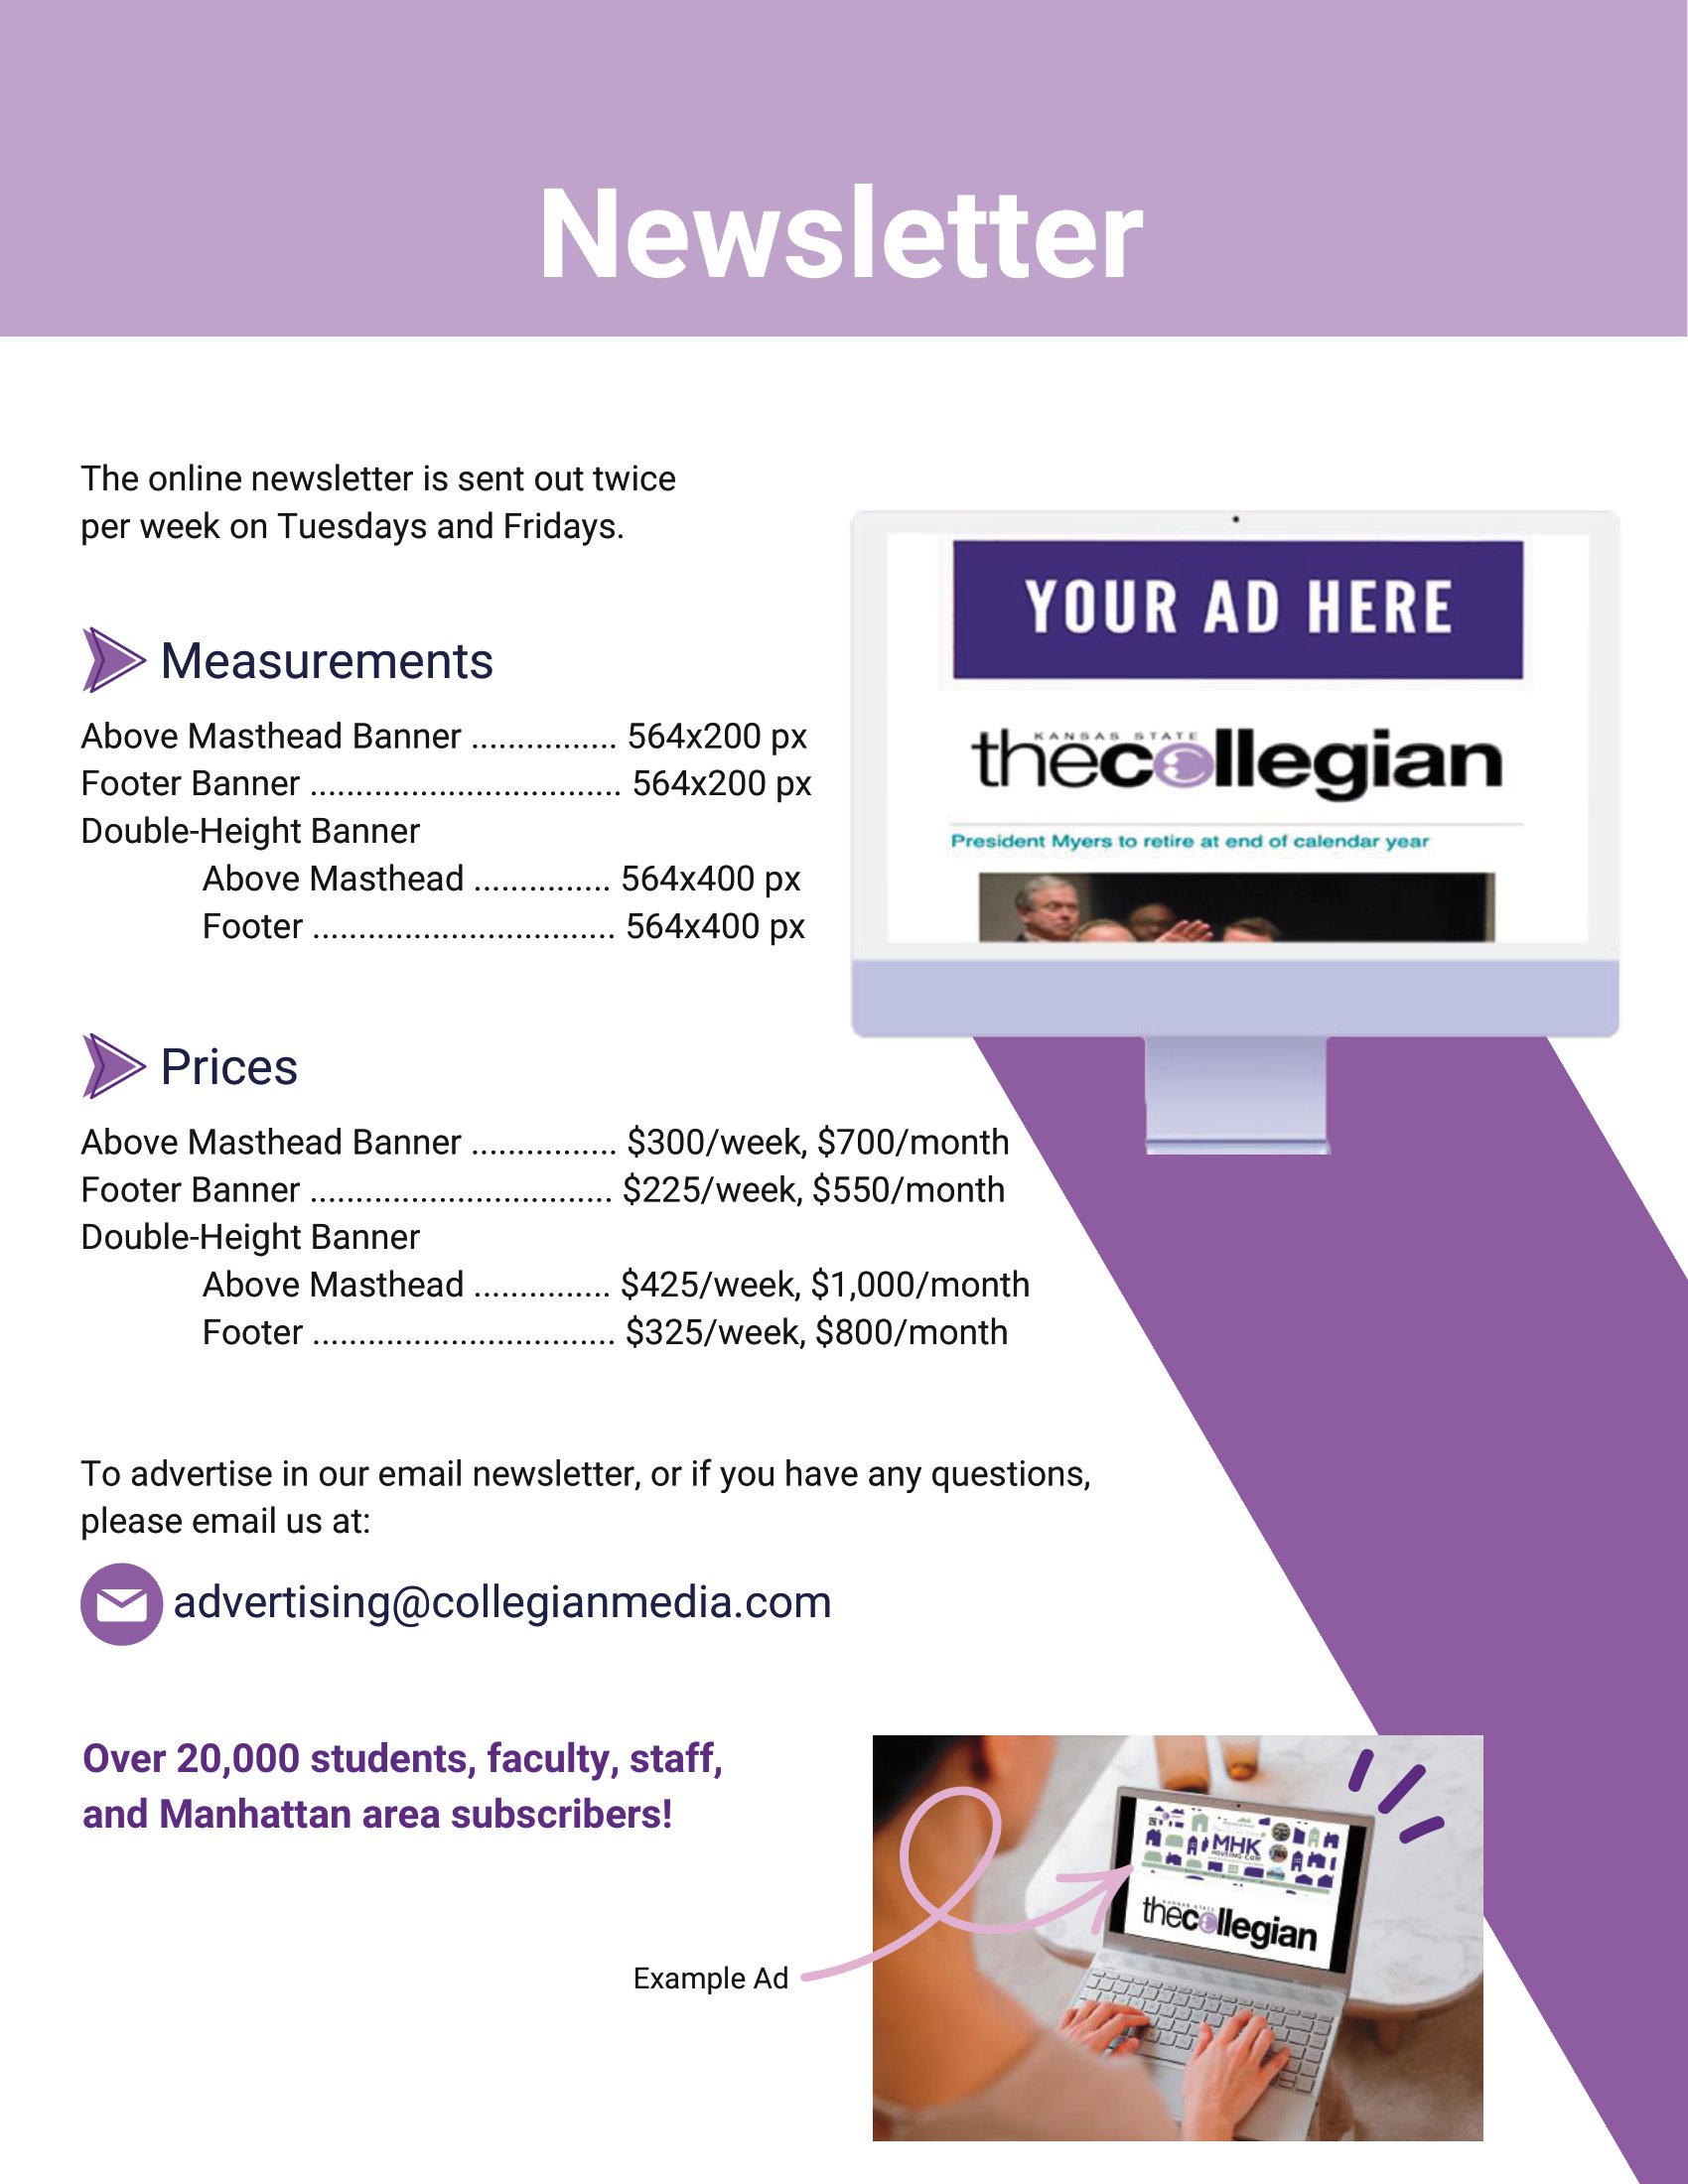 Newsletter
The online newsletter is sent out twice
per week on Tuesdays and Fridays.
Measurements
Above Masthead Banner ................ 564x200 px
Footer Banner .................................. 564x200 px
Double-Height Banner
Above Masthead ............... 564x400 px
Footer ................................. 564x400 px
YOUR AD HERE
KANSAS STATE
thecollegian
President Myers to retire at end of calendar year
Prices
Above Masthead Banner ................ $300/week, $700/month
Footer Banner ................................. $225/week, $550/month
Double-Height Banner
Above Masthead ............... $425/week, $1,000/month
Footer ................................. $325/week, $800/month
To advertise in our email newsletter, or if you have any questions,
please email us at:
advertising@collegianmedia.com
Over 20,000 students, faculty, staff,
and Manhattan area subscribers!
Example Ad
MHK
HOUSING.COM
KANSAS STATE
thecollegian